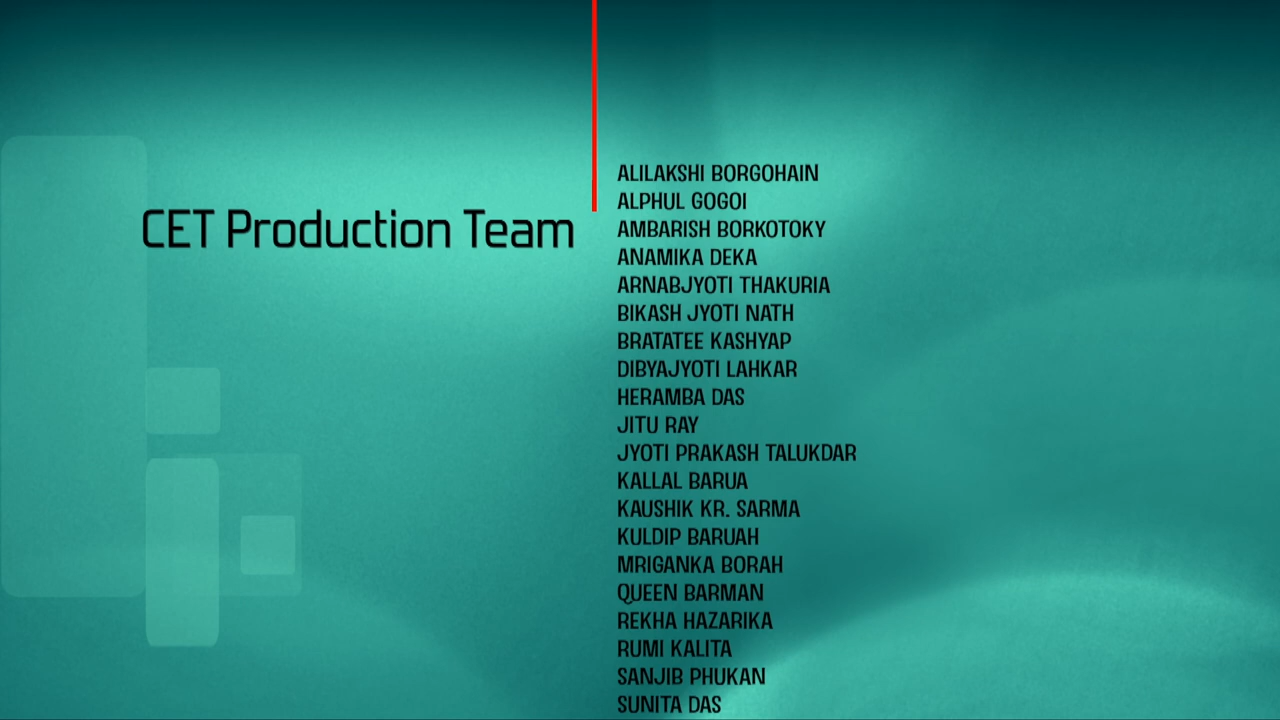 CET Production Team
ALILAKSHI BORGOHAIN
ALPHUL GOGOI
AMBARISH BORKOTOKY
ANAMIKA DEKA
ARNABJYOTI THAKURIA
BIKASH JYOTI NATH
BRATATEE KASHYAP
DIBYAJYOTI LAHKAR
HERAMBA DAS
JITU RAY
JYOTI PRAKASH TALUKDAR
KALLAL BARUA
KAUSHIK KR. SARMA
KULDIP BARUAH
MRIGANKA BORAH
QUEEN BARMAN
REKHA HAZARIKA
RUMI KALITA
SANJIB PHUKAN
SUNITA DAS